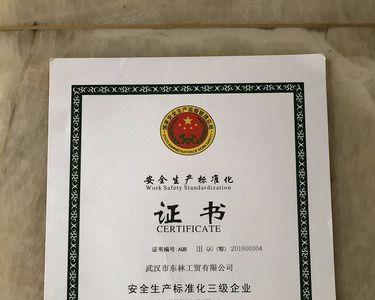 安全生产标准化
Work Safety Standardization
证书
CERTIFICATE
证书编号:AQB III QG (鄂) 201600304
武汉市东林工贸有限公司
安全生产标准化三级企业